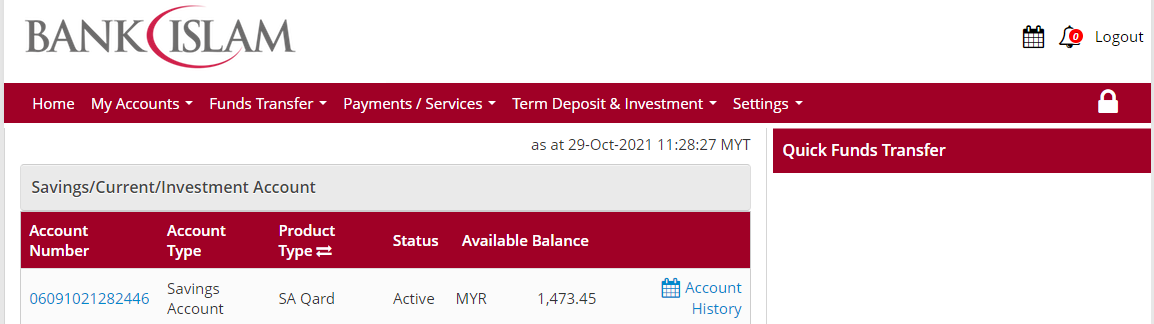 BANK ISLAM
0 Logout
Home My Accounts Funds Transfer Payments / Services Term Deposit & Investment Settings
as at 29-Oct-2021 11:28:27 MYT
Quick Funds Transfer
Savings/Current/Investment Account
Account Number Account Type Product Type Status Available Balance
06091021282446 Savings Account SA Qard Active MYR 1,473.45 Account History